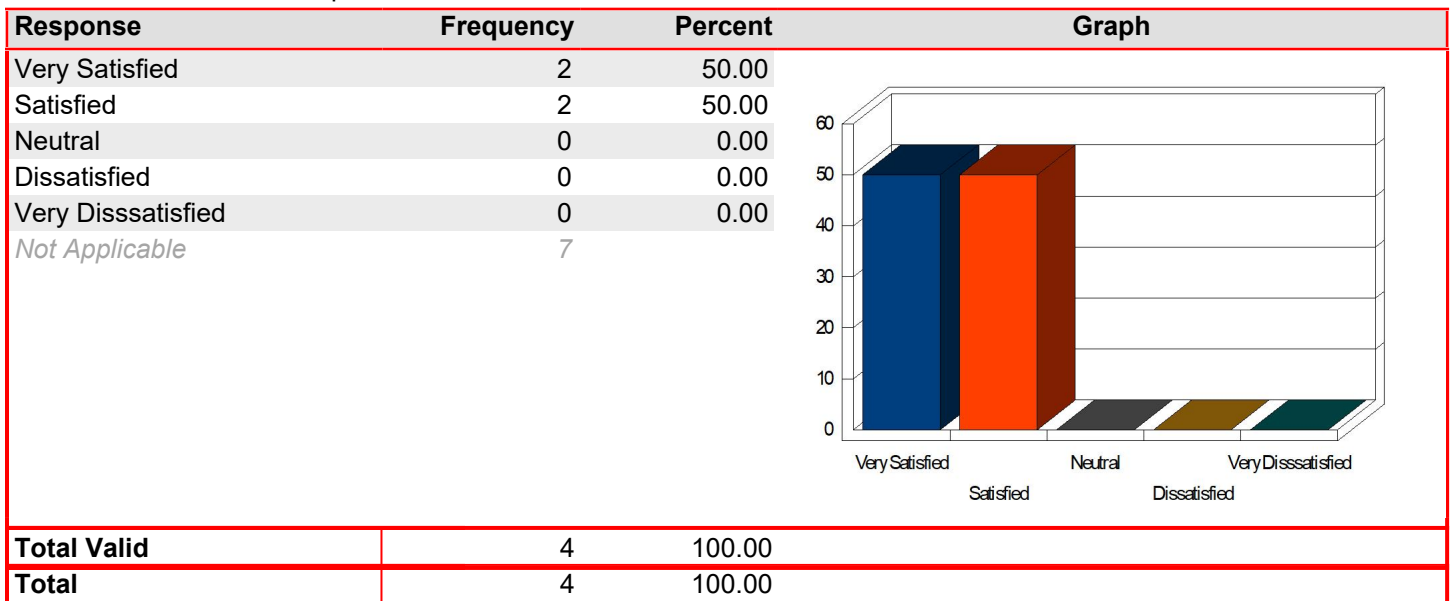 Response Frequency Percent Graph
Very Satisfied 2 50.00
Satisfied 2 50.00
Neutral 0 0.00
Dissatisfied 0 0.00
Very Disssatisfied 0 0.00
Not Applicable 7
60
50
40
30
20
10
0
Very Satisfied Neutral Very Disssatisfied
Satisfied Dissatisfied
Total Valid 4 100.00
Total 4 100.00